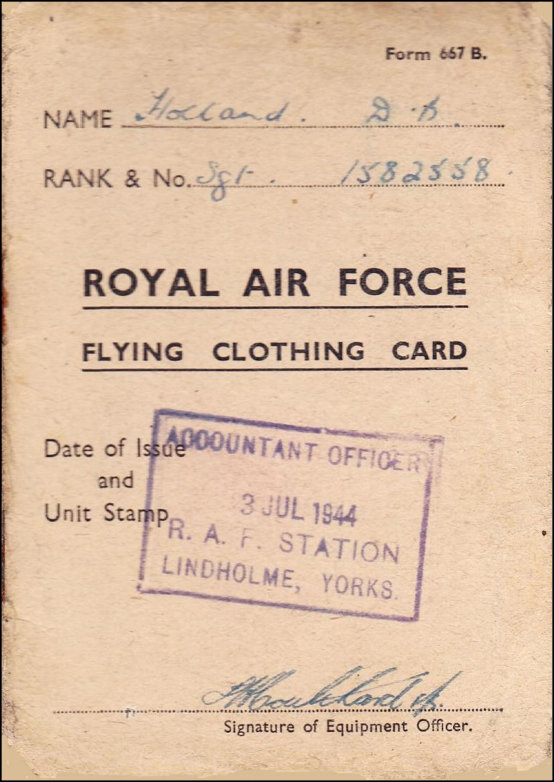 Form 667 B.
NAME Holland. D.A.
RANK & No. Sgt. 1582558
ROYAL AIR FORCE
FLYING CLOTHING CARD
Date of Issue
and
Unit Stamp
ACCOUNTANT OFFICER
3 JUL 1944
R. A. F. STATION
LINDHOLME, YORKS.
Signature of Equipment Officer.